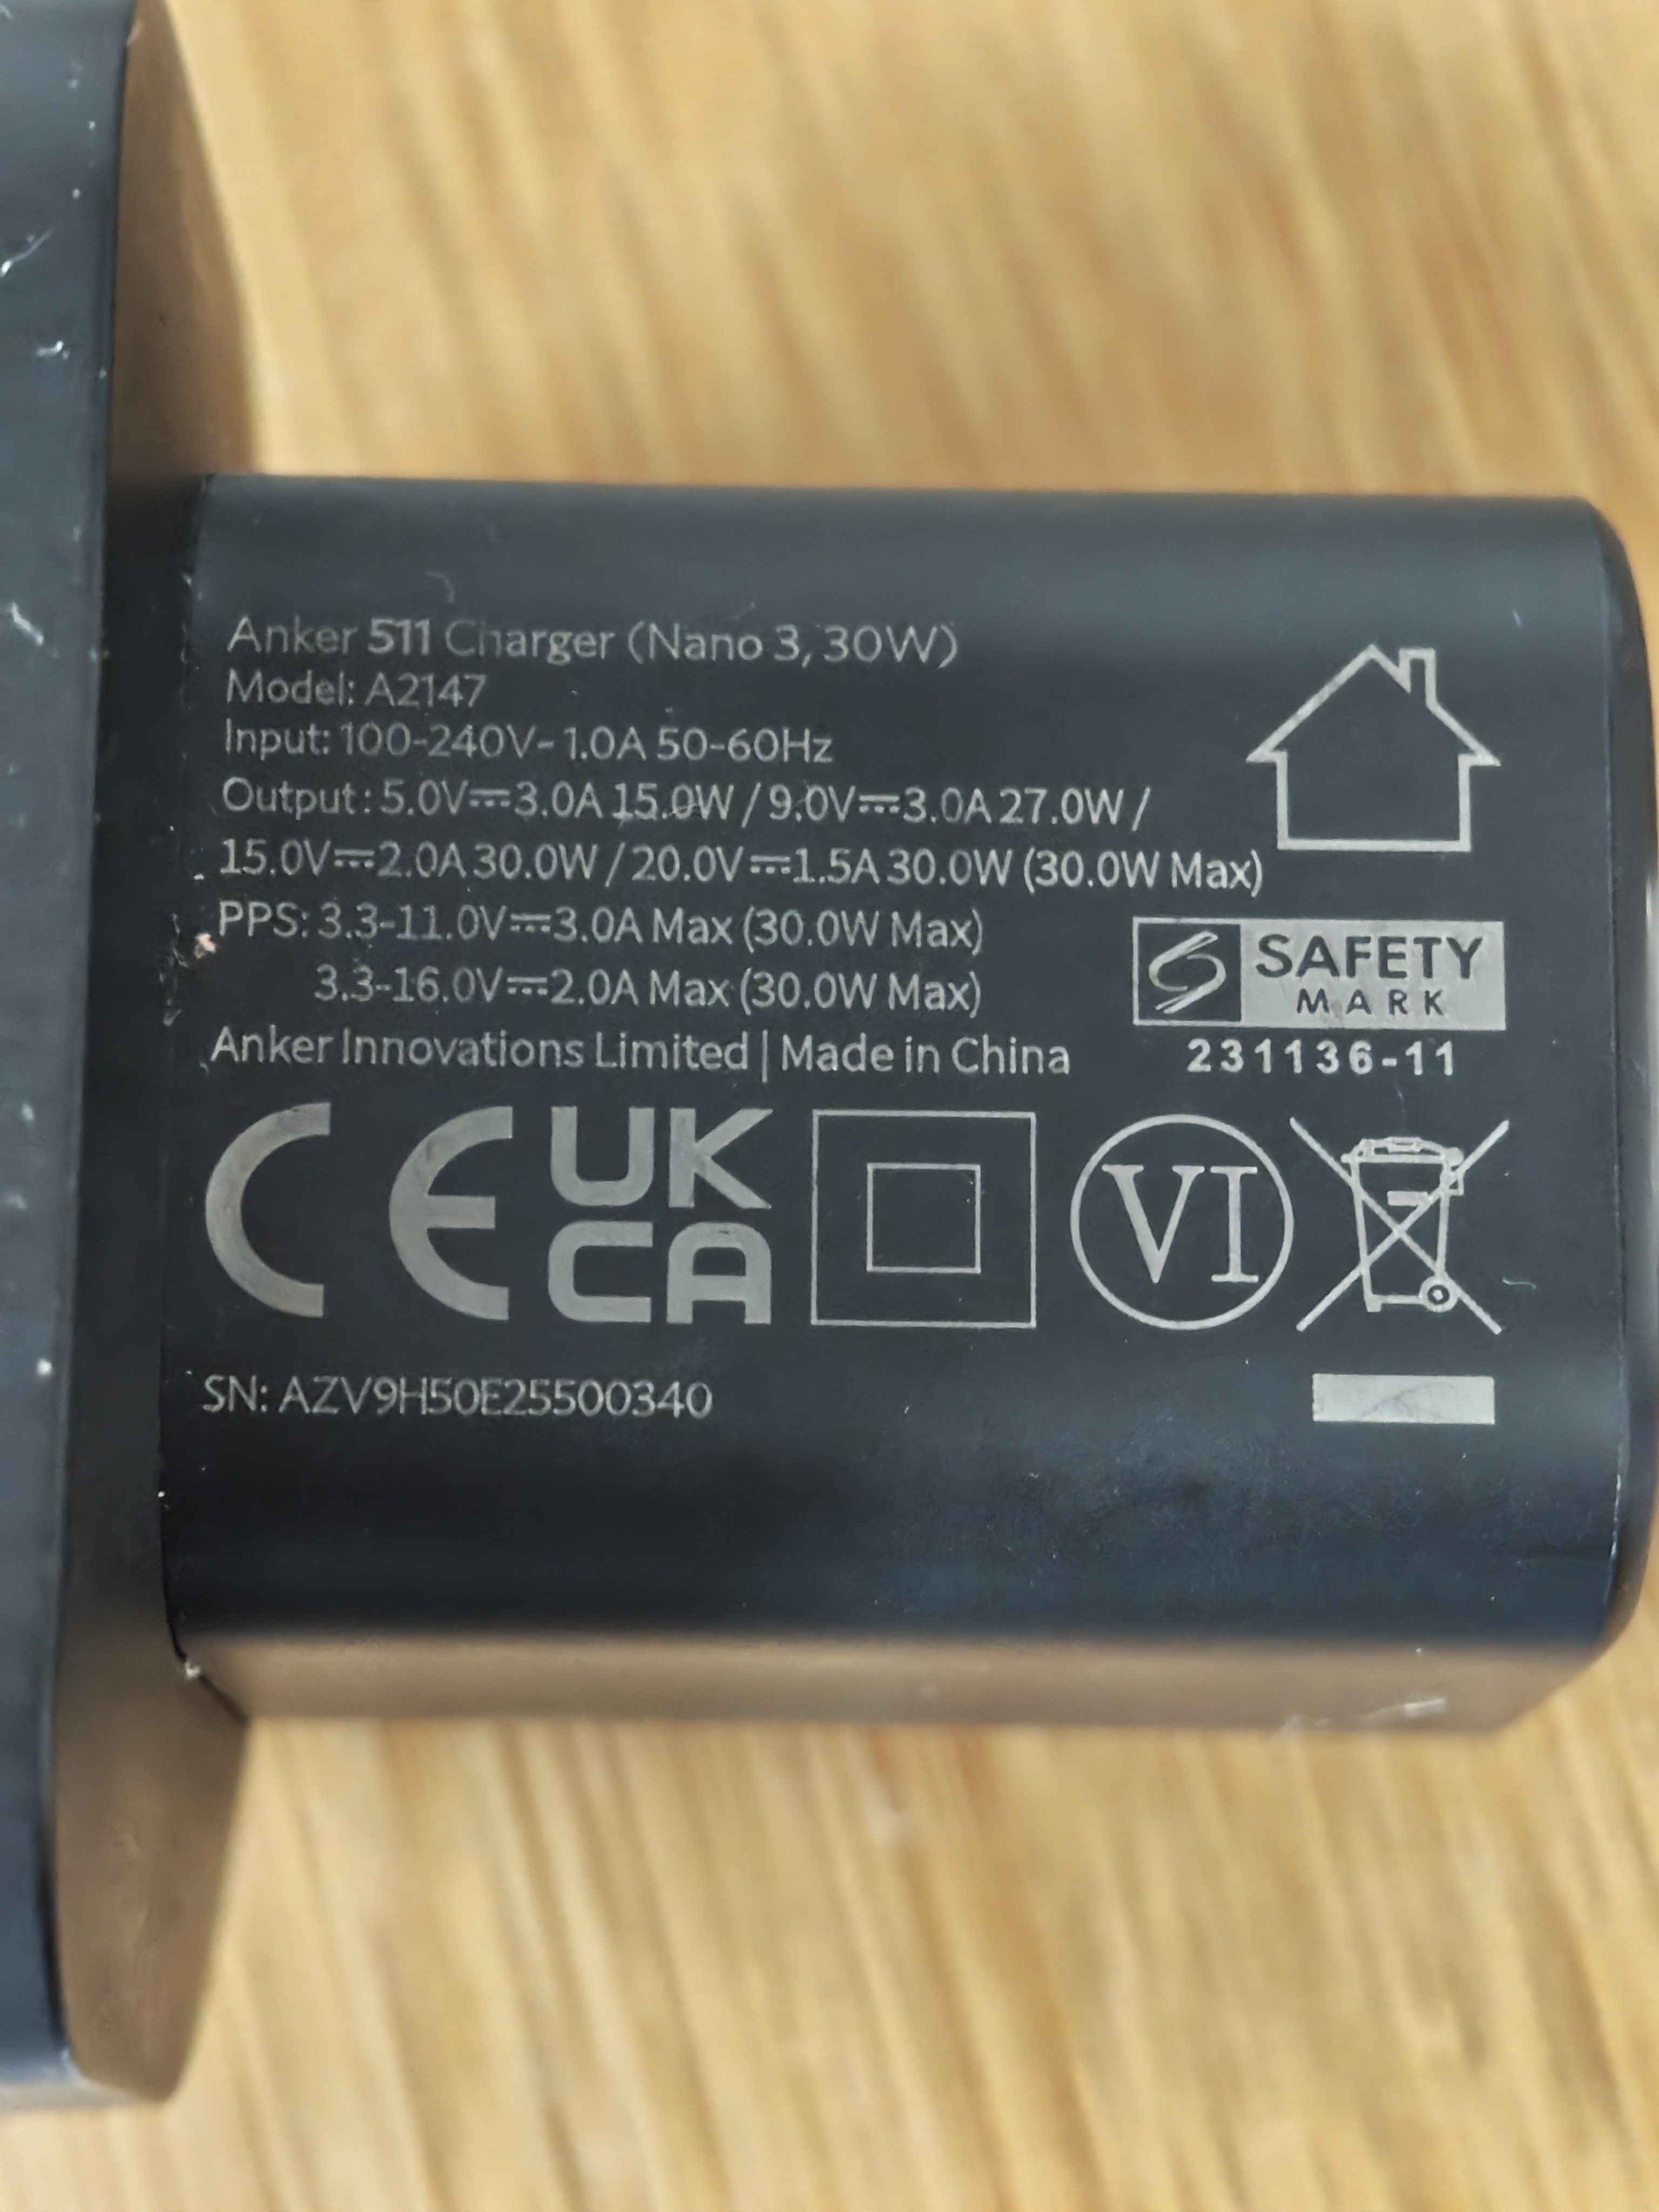 Anker 511 Charger (Nano 3, 30W)
Model: A2147
Input: 100-240V~1.0A 50-60Hz
Output: 5.0V⎓3.0A 15.0W / 9.0V⎓3.0A 27.0W /
15.0V⎓2.0A 30.0W / 20.0V⎓1.5A 30.0W (30.0W Max)
PPS: 3.3-11.0V⎓3.0A Max (30.0W Max)
3.3-16.0V⎓2.0A Max (30.0W Max)
SAFETY
MARK
Anker Innovations Limited | Made in China
231136-11
CE UK
CA
VI
SN: AZV9H50E25500340